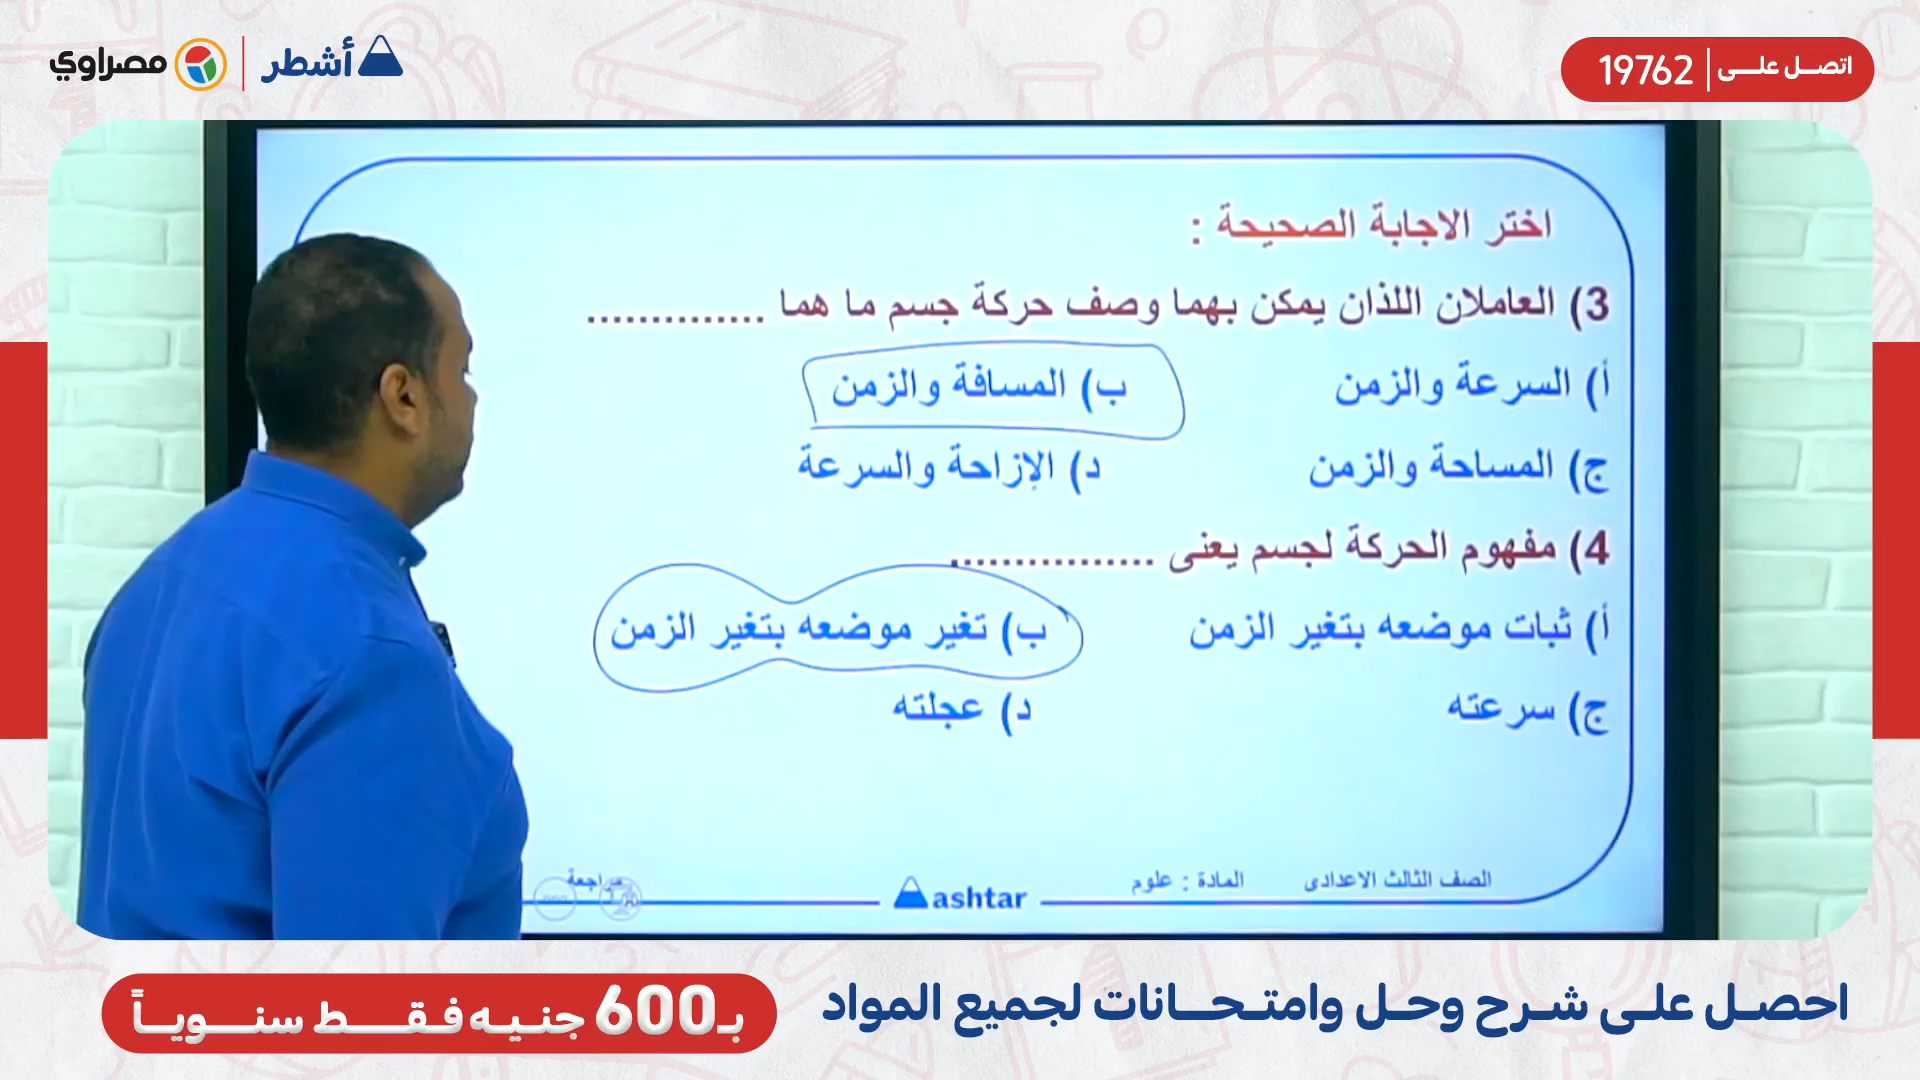 مصراوي
أشطر
اتصل على 19762
اختر الاجابة الصحيحة :
3) العاملان اللذان يمكن بهما وصف حركة جسم ما هما ..............
أ) السرعة والزمن ب) المسافة والزمن
ج) المساحة والزمن د) الإزاحة والسرعة
4) مفهوم الحركة لجسم يعنى ................
أ) ثبات موضعه بتغير الزمن ب) تغير موضعه بتغير الزمن
ج) سرعته د) عجلته
الصف الثالث الاعدادى المادة : علوم ashtar مراجعة
احصل على شرح وحل وامتحانات لجميع المواد
بـ600 جنيه فقط سنوياً